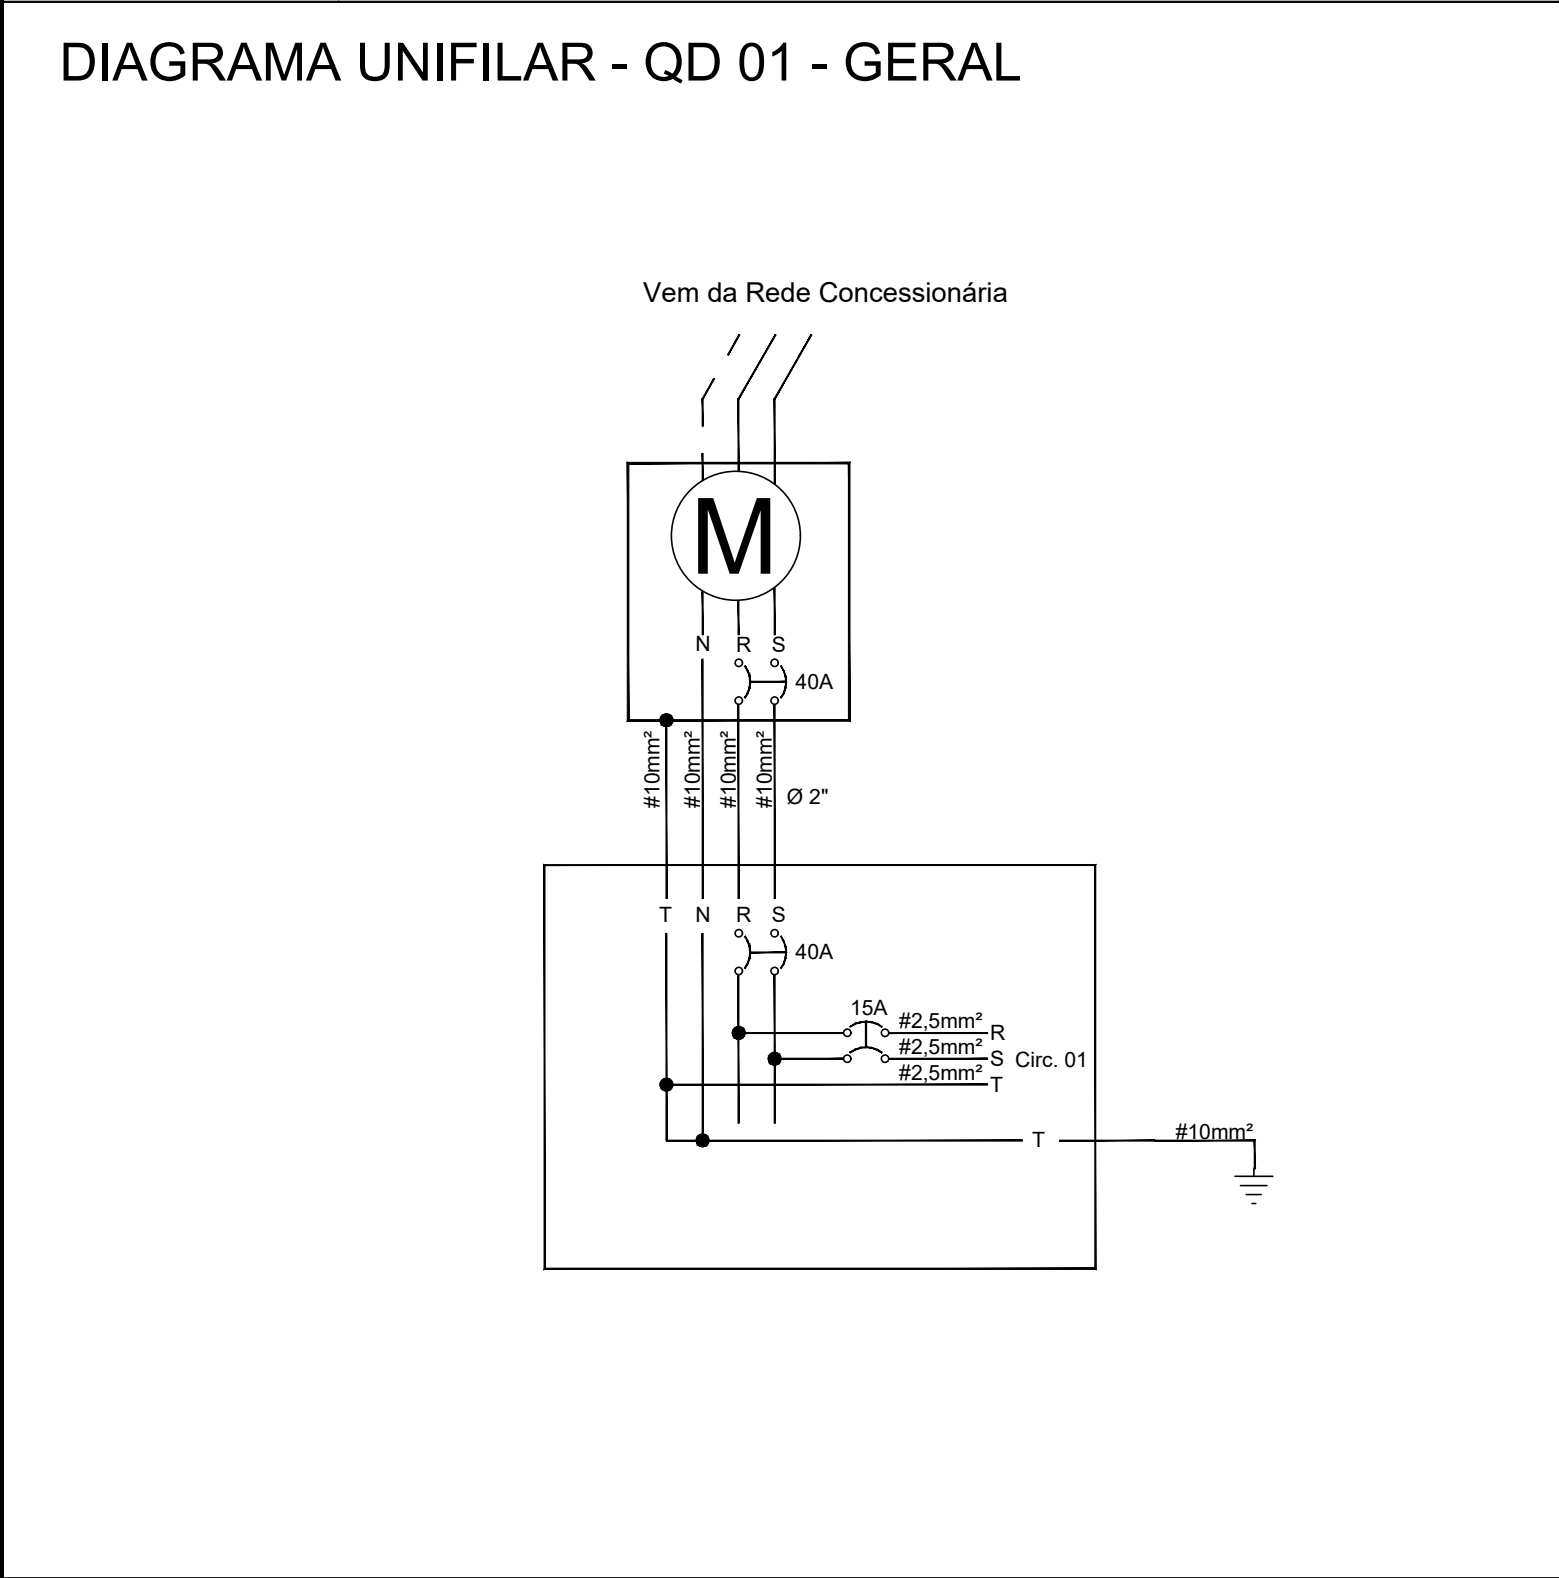 DIAGRAMA UNIFILAR - QD 01 - GERAL
Vem da Rede Concessionária
M
N R S
40A
#10mm² #10mm² #10mm² #10mm²
Ø 2"
T N R S
40A
15A
#2,5mm² R
#2,5mm² S Circ. 01
#2,5mm² T
T #10mm²